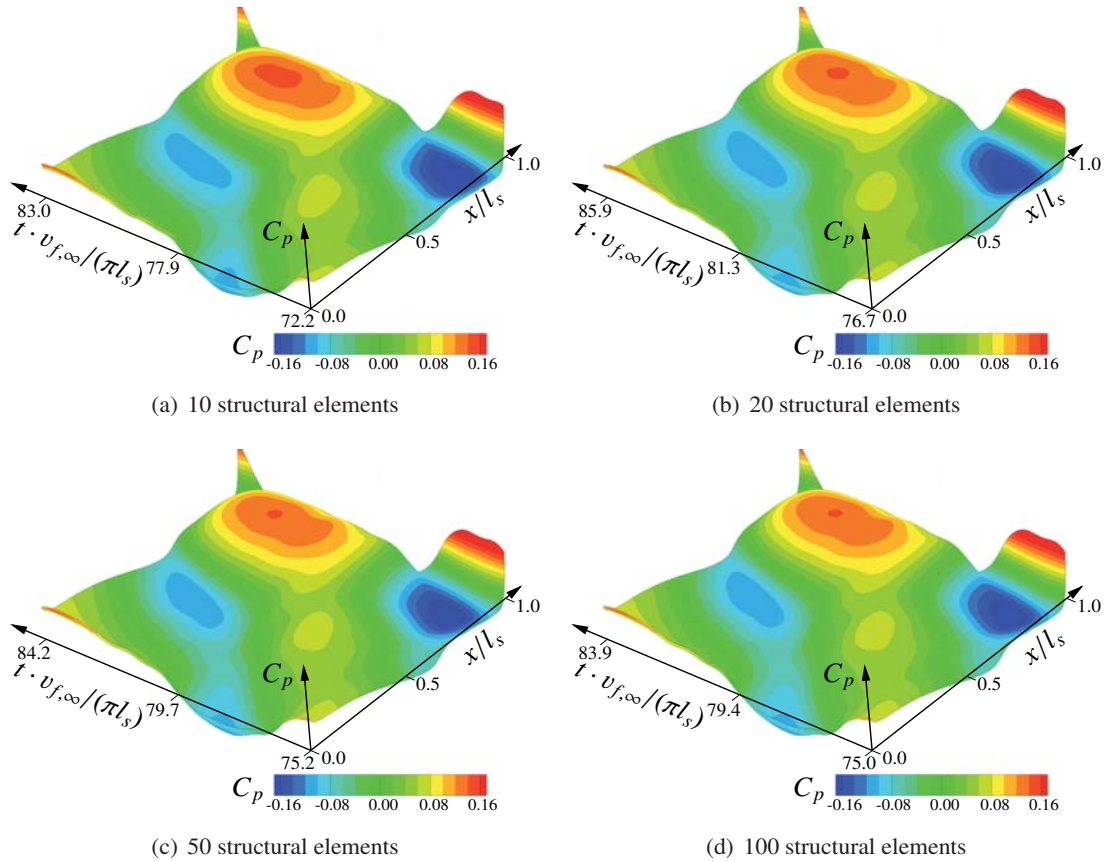 83.0
t · v_{f,∞}/(πl_s)
77.9
72.2
C_p
0.0
0.5
x/l_s
1.0
C_p
-0.16 -0.08 0.00 0.08 0.16
(a) 10 structural elements
85.9
t · v_{f,∞}/(πl_s)
81.3
76.7
C_p
0.0
0.5
x/l_s
1.0
C_p
-0.16 -0.08 0.00 0.08 0.16
(b) 20 structural elements
84.2
t · v_{f,∞}/(πl_s)
79.7
75.2
C_p
0.0
0.5
x/l_s
1.0
C_p
-0.16 -0.08 0.00 0.08 0.16
(c) 50 structural elements
83.9
t · v_{f,∞}/(πl_s)
79.4
75.0
C_p
0.0
0.5
x/l_s
1.0
C_p
-0.16 -0.08 0.00 0.08 0.16
(d) 100 structural elements